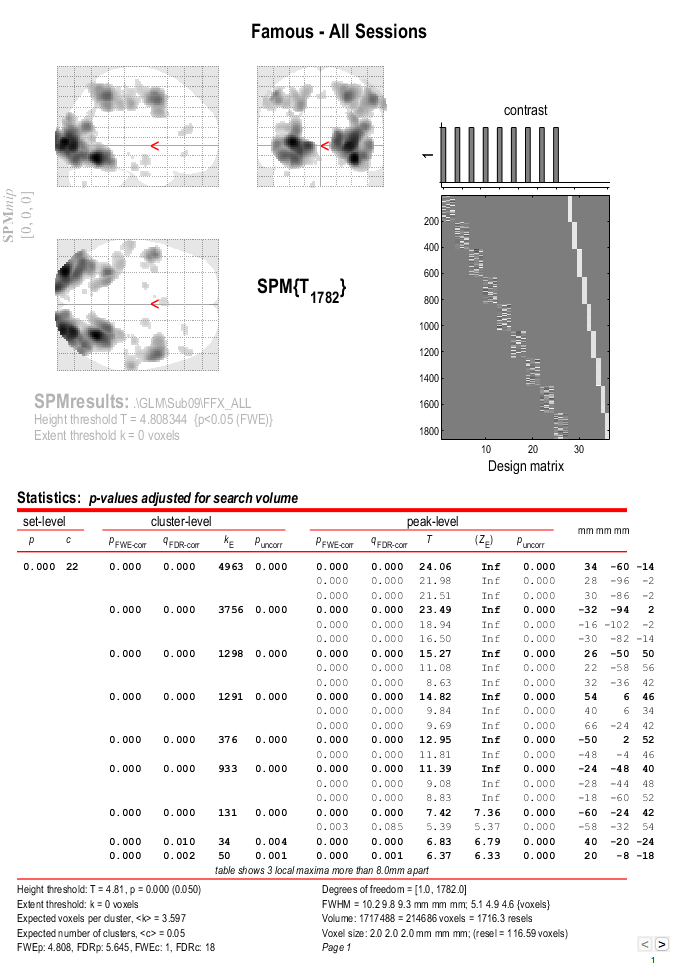 Famous - All Sessions
SPMmip
[0, 0, 0]
<
<
<
SPM{T1782}
contrast
1
200
400
600
800
1000
1200
1400
1600
1800
10 20 30
Design matrix
SPMresults: .\GLM\Sub09\FFX_ALL
Height threshold T = 4.808344 {p<0.05 (FWE)}
Extent threshold k = 0 voxels
Statistics: p-values adjusted for search volume
set-level cluster-level peak-level mm mm mm
p c pFWE-corr qFDR-corr kE puncorr pFWE-corr qFDR-corr T (ZE) puncorr
0.000 22 0.000 0.000 4963 0.000 0.000 0.000 24.06 Inf 0.000 34 -60 -14
0.000 0.000 21.98 Inf 0.000 28 -96 -2
0.000 0.000 21.51 Inf 0.000 30 -86 -2
0.000 0.000 3756 0.000 0.000 0.000 23.49 Inf 0.000 -32 -94 2
0.000 0.000 18.94 Inf 0.000 -16 -102 -2
0.000 0.000 16.50 Inf 0.000 -30 -82 -14
0.000 0.000 1298 0.000 0.000 0.000 15.27 Inf 0.000 26 -50 50
0.000 0.000 11.08 Inf 0.000 22 -58 56
0.000 0.000 8.63 Inf 0.000 32 -36 42
0.000 0.000 1291 0.000 0.000 0.000 14.82 Inf 0.000 54 6 46
0.000 0.000 9.84 Inf 0.000 40 6 34
0.000 0.000 9.69 Inf 0.000 66 -24 42
0.000 0.000 376 0.000 0.000 0.000 12.95 Inf 0.000 -50 2 52
0.000 0.000 11.81 Inf 0.000 -48 -4 46
0.000 0.000 933 0.000 0.000 0.000 11.39 Inf 0.000 -24 -48 40
0.000 0.000 9.08 Inf 0.000 -28 -44 48
0.000 0.000 8.83 Inf 0.000 -18 -60 52
0.000 0.000 131 0.000 0.000 0.000 7.42 7.36 0.000 -60 -24 42
0.003 0.085 5.39 5.37 0.000 -58 -32 54
0.000 0.010 34 0.004 0.000 0.000 6.83 6.79 0.000 40 -20 -24
0.000 0.002 50 0.001 0.000 0.001 6.37 6.33 0.000 20 -8 -18
table shows 3 local maxima more than 8.0mm apart
Height threshold: T = 4.81, p = 0.000 (0.050)
Extent threshold: k = 0 voxels
Expected voxels per cluster, <k> = 3.597
Expected number of clusters, <c> = 0.05
FWEp: 4.808, FDRp: 5.645, FWEc: 1, FDRc: 18
Degrees of freedom = [1.0, 1782.0]
FWHM = 10.2 9.8 9.3 mm mm mm; 5.1 4.9 4.6 {voxels}
Volume: 1717488 = 214686 voxels = 1716.3 resels
Voxel size: 2.0 2.0 2.0 mm mm mm; (resel = 116.59 voxels)
Page 1
< >
1